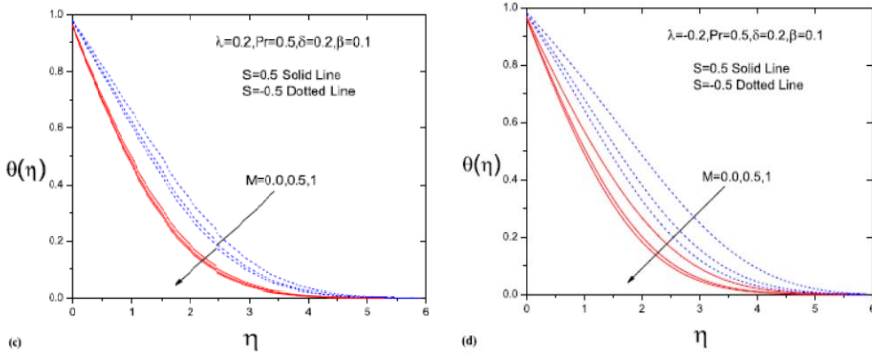 λ=0.2,Pr=0.5,δ=0.2,β=0.1
S=0.5 Solid Line
S=-0.5 Dotted Line
M=0.0,0.5,1
θ(η)
1.0
0.8
0.6
0.4
0.2
0.0
0 1 2 3 4 5 6
η
(c)
λ=-0.2,Pr=0.5,δ=0.2,β=0.1
S=0.5 Solid Line
S=-0.5 Dotted Line
M=0.0,0.5,1
θ(η)
1.0
0.8
0.6
0.4
0.2
0.0
0 1 2 3 4 5 6
η
(d)